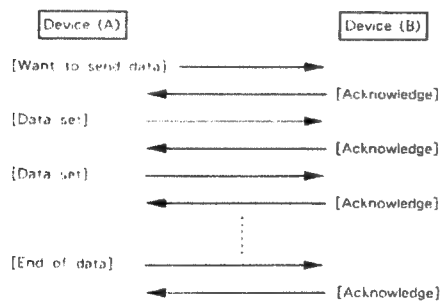 Device (A)
Device (B)
[Want to send data]
[Acknowledge]
[Data set]
[Acknowledge]
[Data set]
[Acknowledge]
[End of data]
[Acknowledge]